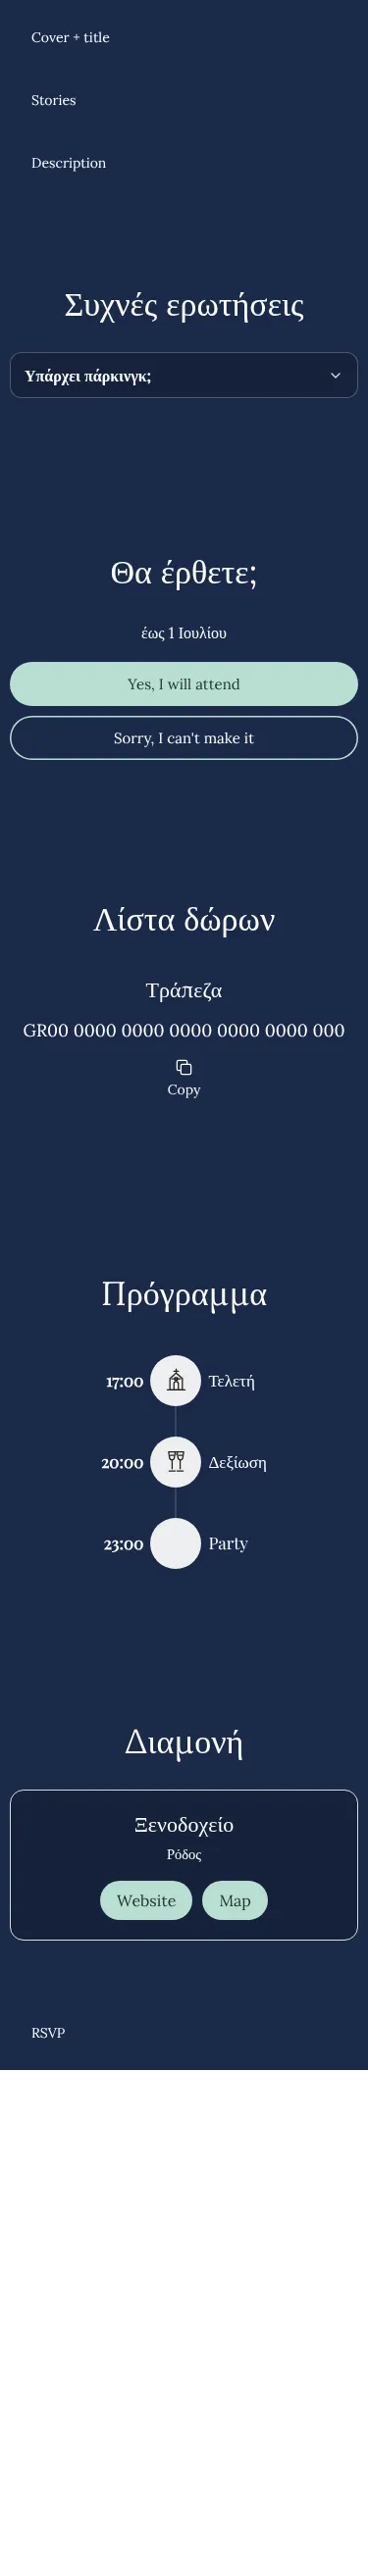 Cover + title
Stories
Description
Συχνές ερωτήσεις
Υπάρχει πάρκινγκ;
Θα έρθετε;
έως 1 Ιουλίου
Yes, I will attend
Sorry, I can't make it
Λίστα δώρων
Τράπεζα
GR00 0000 0000 0000 0000 0000 000
Copy
Πρόγραμμα
17:00 Τελετή
20:00 Δεξίωση
23:00 Party
Διαμονή
Ξενοδοχείο
Ρόδος
Website Map
RSVP